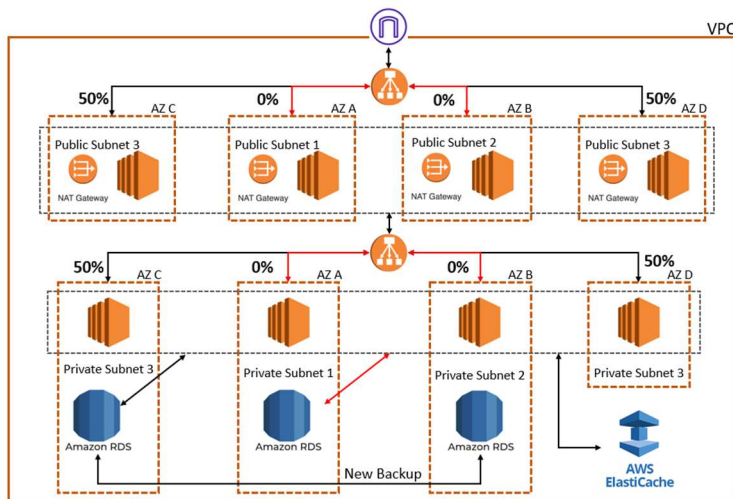 VPC
50%
AZ C
0%
AZ A
0%
AZ B
50%
AZ D
Public Subnet 3
Public Subnet 1
Public Subnet 2
Public Subnet 3
NAT Gateway
NAT Gateway
NAT Gateway
NAT Gateway
50%
AZ C
0%
AZ A
0%
AZ B
50%
AZ D
Private Subnet 3
Private Subnet 1
Private Subnet 2
Private Subnet 3
Amazon RDS
Amazon RDS
Amazon RDS
AWS
ElastiCache
New Backup